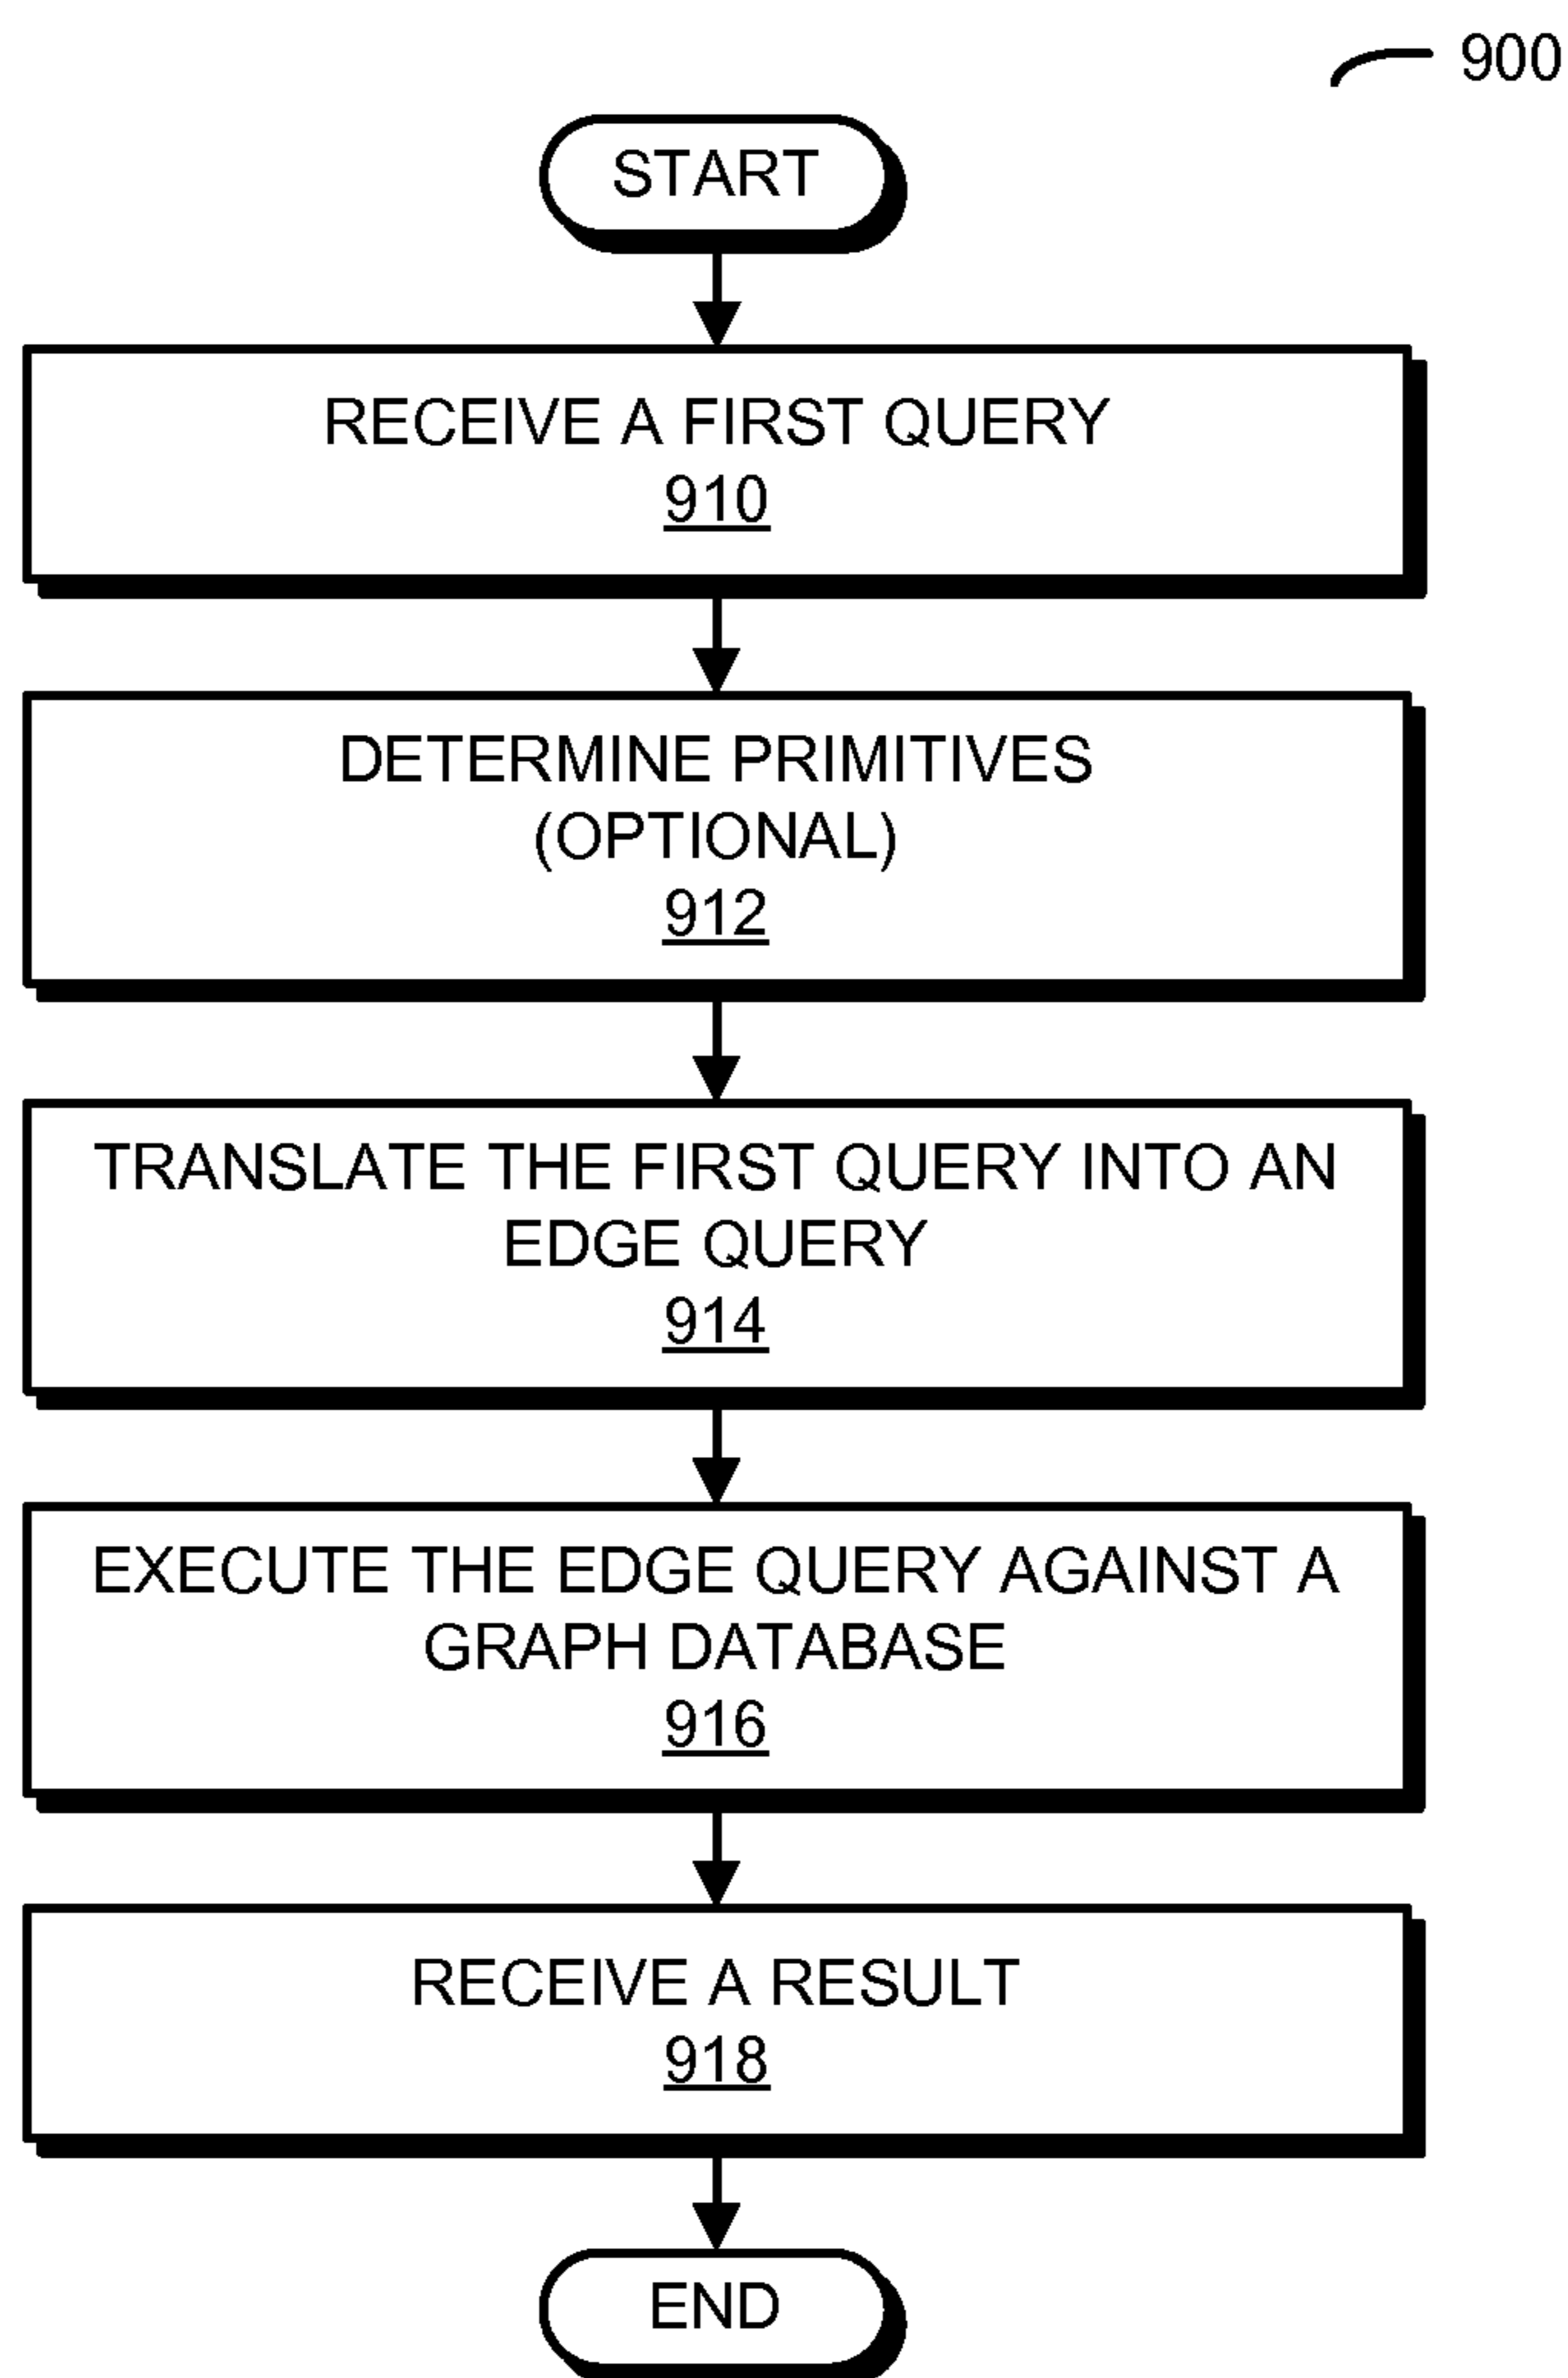 900
START
RECEIVE A FIRST QUERY
910
DETERMINE PRIMITIVES
(OPTIONAL)
912
TRANSLATE THE FIRST QUERY INTO AN
EDGE QUERY
914
EXECUTE THE EDGE QUERY AGAINST A
GRAPH DATABASE
916
RECEIVE A RESULT
918
END